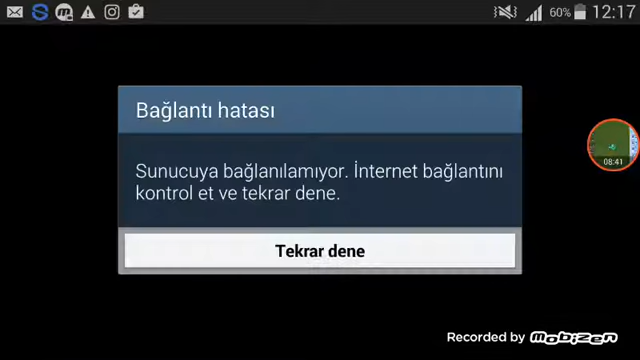 60% 12:17
Bağlantı hatası
Sunucuya bağlanılamıyor. İnternet bağlantını
kontrol et ve tekrar dene.
08:41
Tekrar dene
Recorded by mobizen